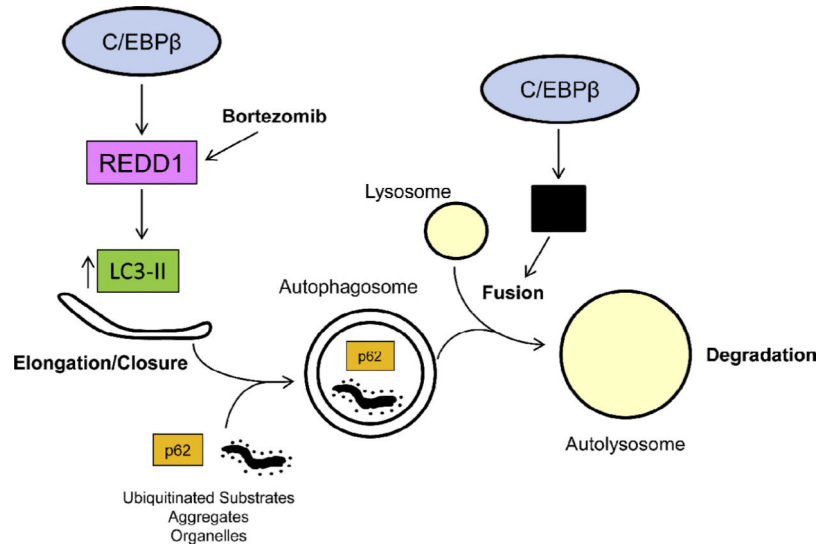 C/EBPβ
Bortezomib
REDD1
LC3-II
Elongation/Closure
p62
Ubiquitinated Substrates
Aggregates
Organelles
Autophagosome
p62
Lysosome
C/EBPβ
Fusion
Degradation
Autolysosome